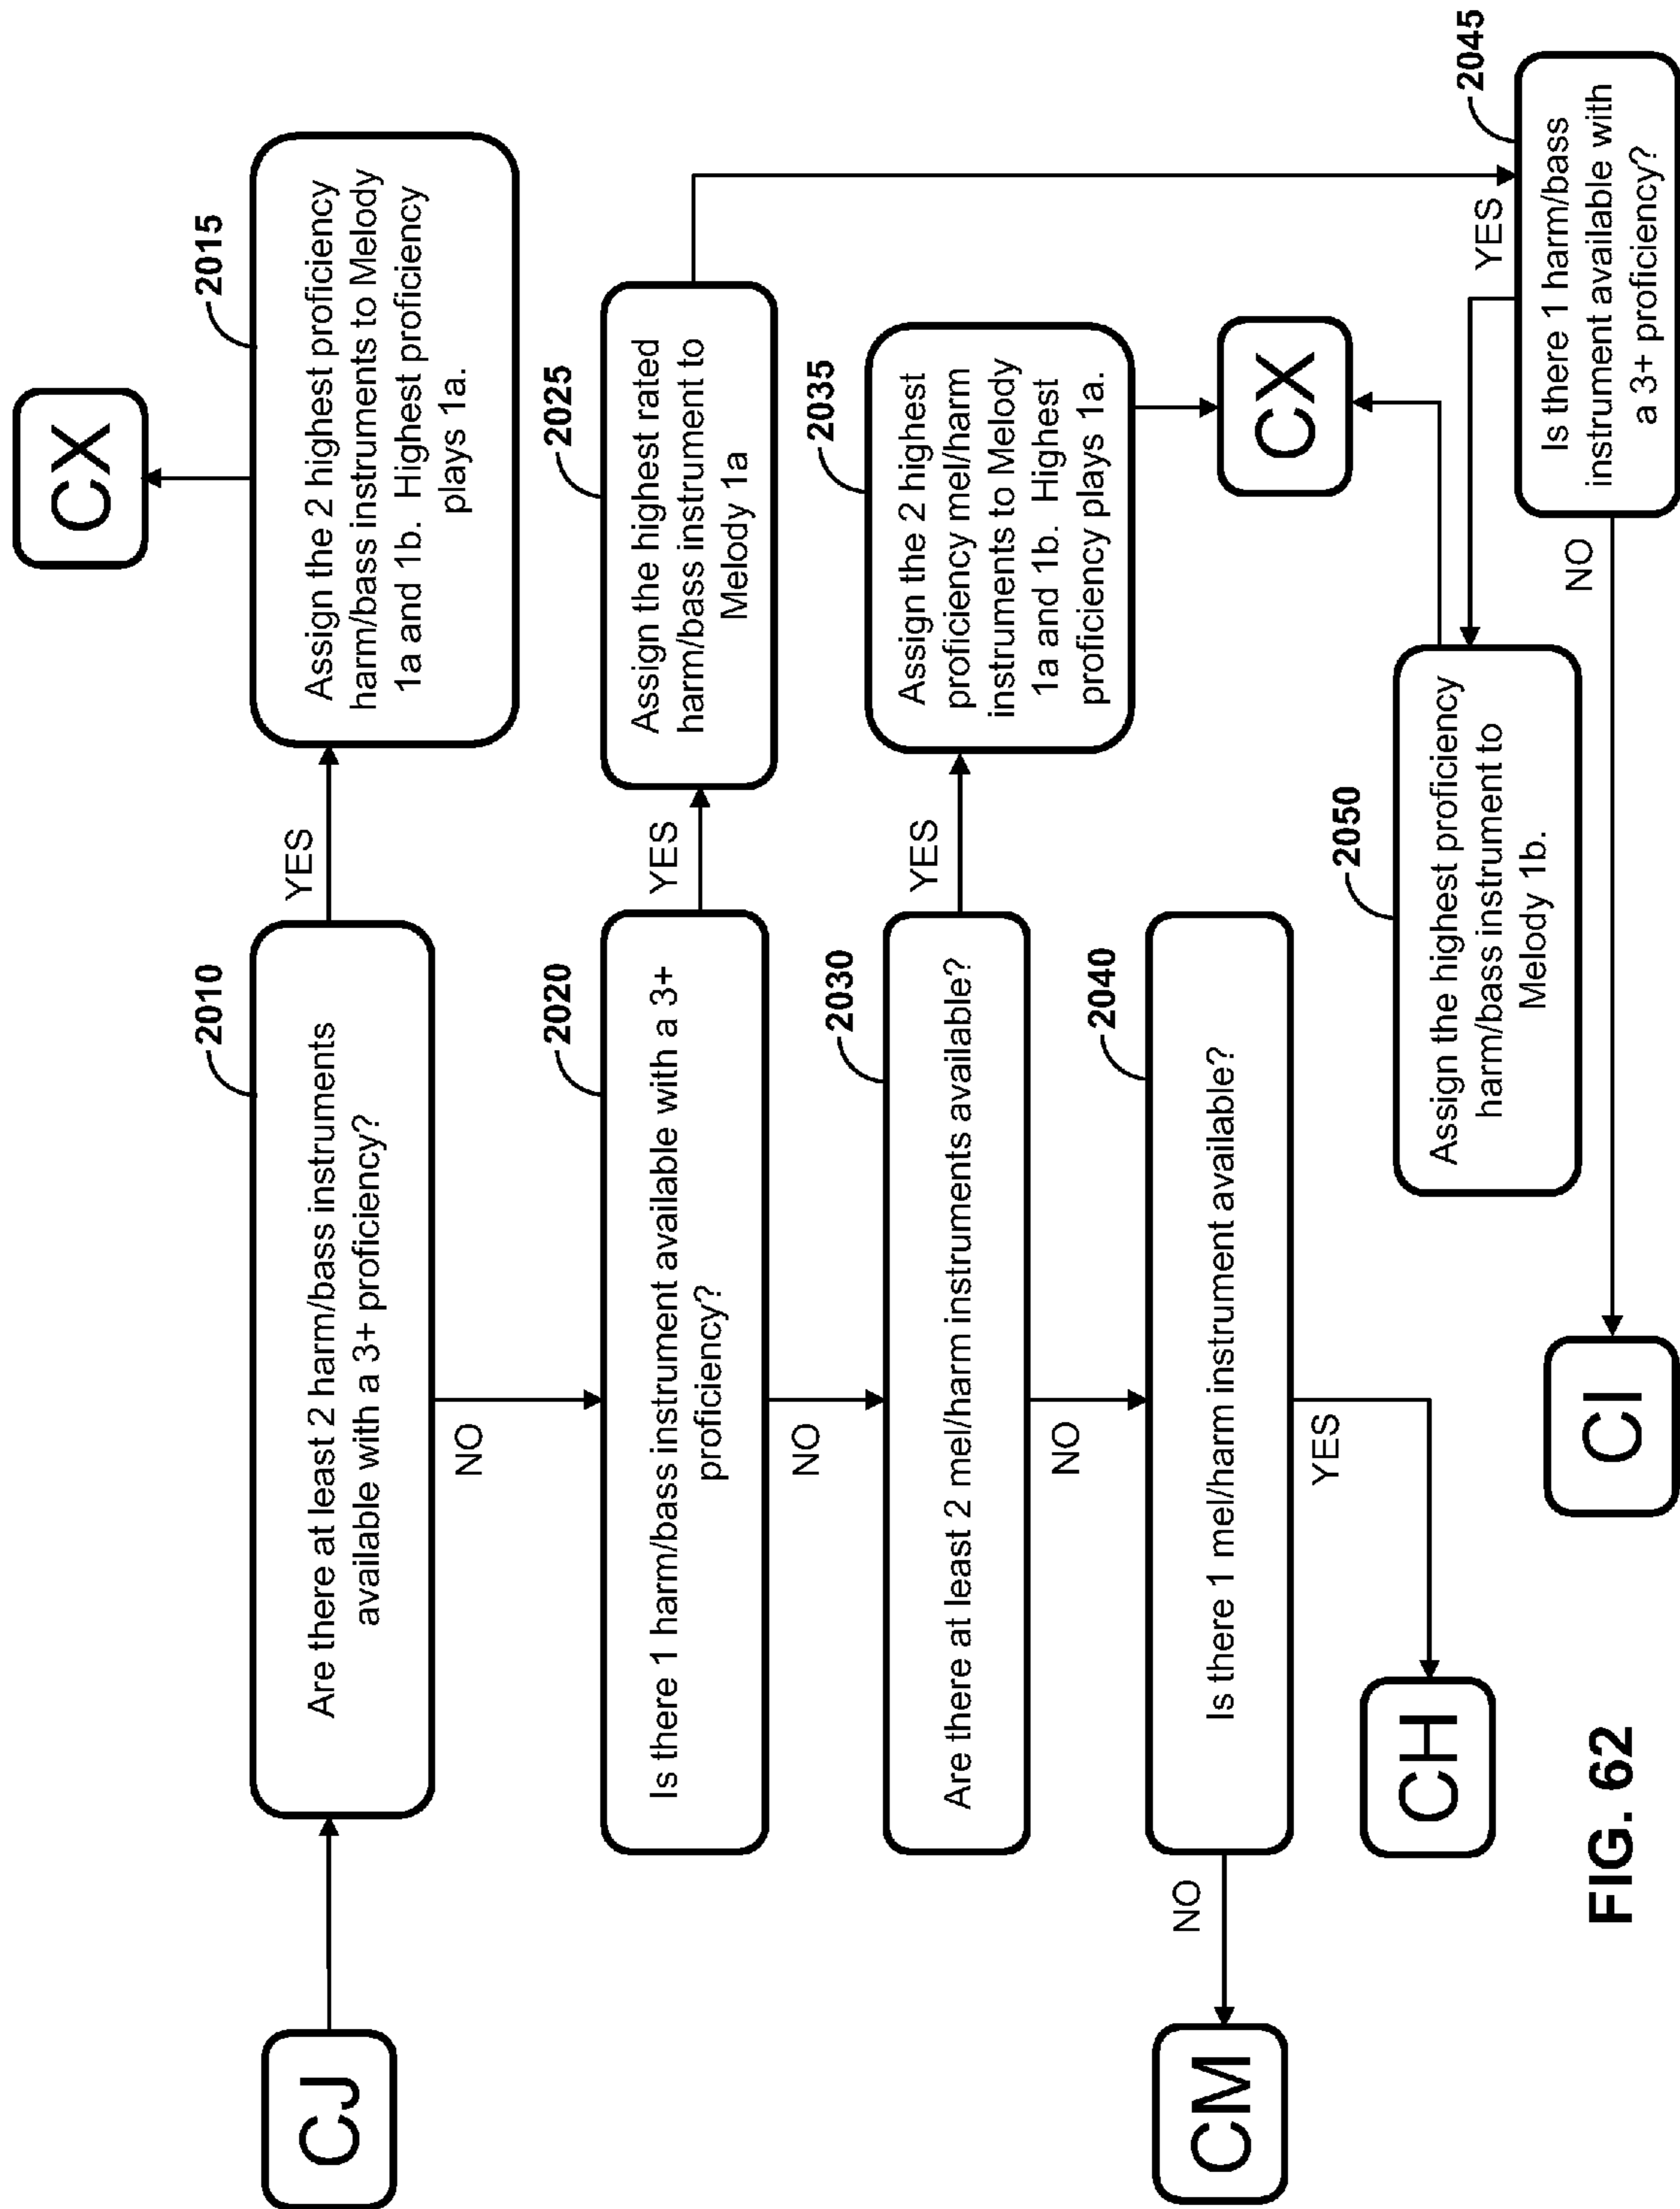 CX
2010
2015
CJ
Are there at least 2 harm/bass instruments
available with a 3+ proficiency?
YES
Assign the 2 highest proficiency
harm/bass instruments to Melody
1a and 1b. Highest proficiency
plays 1a.
NO
2020
2025
Is there 1 harm/bass instrument available with a 3+
proficiency?
YES
Assign the highest rated
harm/bass instrument to
Melody 1a
NO
2030
2035
Are there at least 2 mel/harm instruments available?
YES
Assign the 2 highest
proficiency mel/harm
instruments to Melody
1a and 1b. Highest
proficiency plays 1a.
NO
2040
CM
NO
Is there 1 mel/harm instrument available?
YES
CX
CH
2050
Assign the highest proficiency
harm/bass instrument to
Melody 1b.
YES
2045
Is there 1 harm/bass
instrument available with
a 3+ proficiency?
NO
CI
FIG. 62